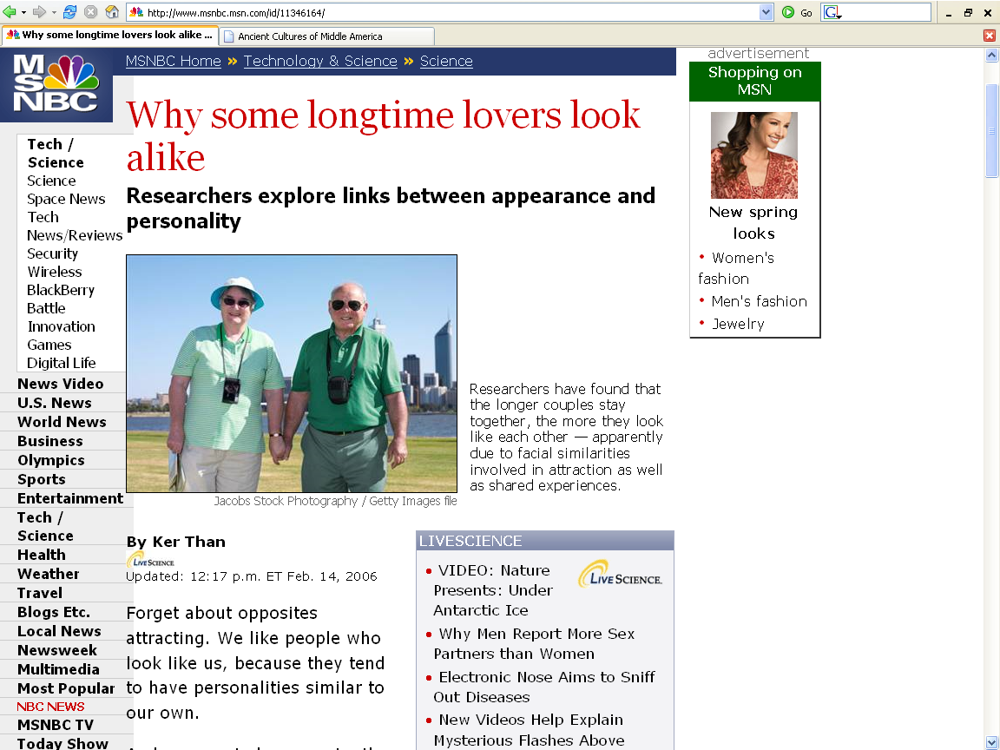 http://www.msnbc.msn.com/id/11346164/
Go
G
Why some longtime lovers look alike ...
Ancient Cultures of Middle America
MSNBC
MSNBC Home » Technology & Science » Science
Why some longtime lovers look
alike
Researchers explore links between appearance and
personality
Jacobs Stock Photography / Getty Images file
Researchers have found that
the longer couples stay
together, the more they look
like each other — apparently
due to facial similarities
involved in attraction as well
as shared experiences.
By Ker Than
LIVESCIENCE
Updated: 12:17 p.m. ET Feb. 14, 2006
Forget about opposites
attracting. We like people who
look like us, because they tend
to have personalities similar to
our own.
LIVESCIENCE
LIVESCIENCE.
• VIDEO: Nature
Presents: Under
Antarctic Ice
• Why Men Report More Sex
Partners than Women
• Electronic Nose Aims to Sniff
Out Diseases
• New Videos Help Explain
Mysterious Flashes Above
Tech /
Science
Science
Space News
Tech
News/Reviews
Security
Wireless
BlackBerry
Battle
Innovation
Games
Digital Life
News Video
U.S. News
World News
Business
Olympics
Sports
Entertainment
Tech /
Science
Health
Weather
Travel
Blogs Etc.
Local News
Newsweek
Multimedia
Most Popular
NBC NEWS
MSNBC TV
Today Show
advertisement
Shopping on
MSN
New spring
looks
• Women's
fashion
• Men's fashion
• Jewelry